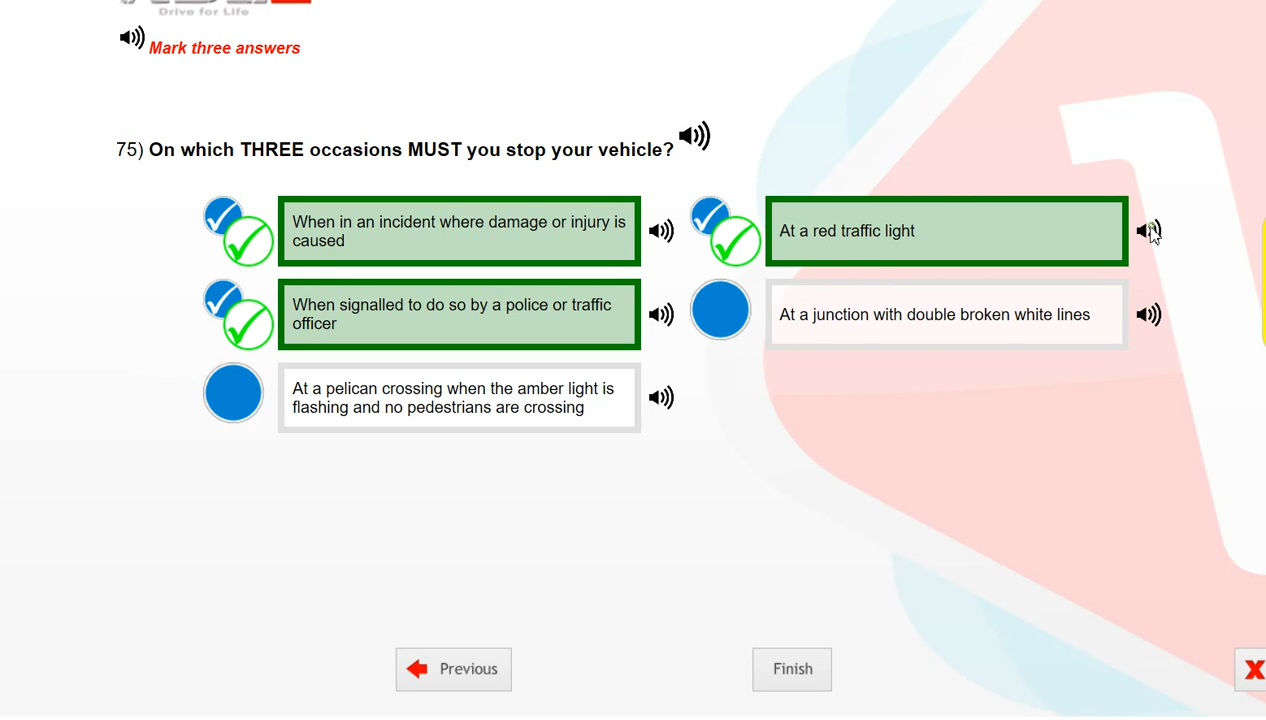 Drive for Life
Mark three answers
75) On which THREE occasions MUST you stop your vehicle?
When in an incident where damage or injury is
caused
At a red traffic light
When signalled to do so by a police or traffic
officer
At a junction with double broken white lines
At a pelican crossing when the amber light is
flashing and no pedestrians are crossing
Previous
Finish
X